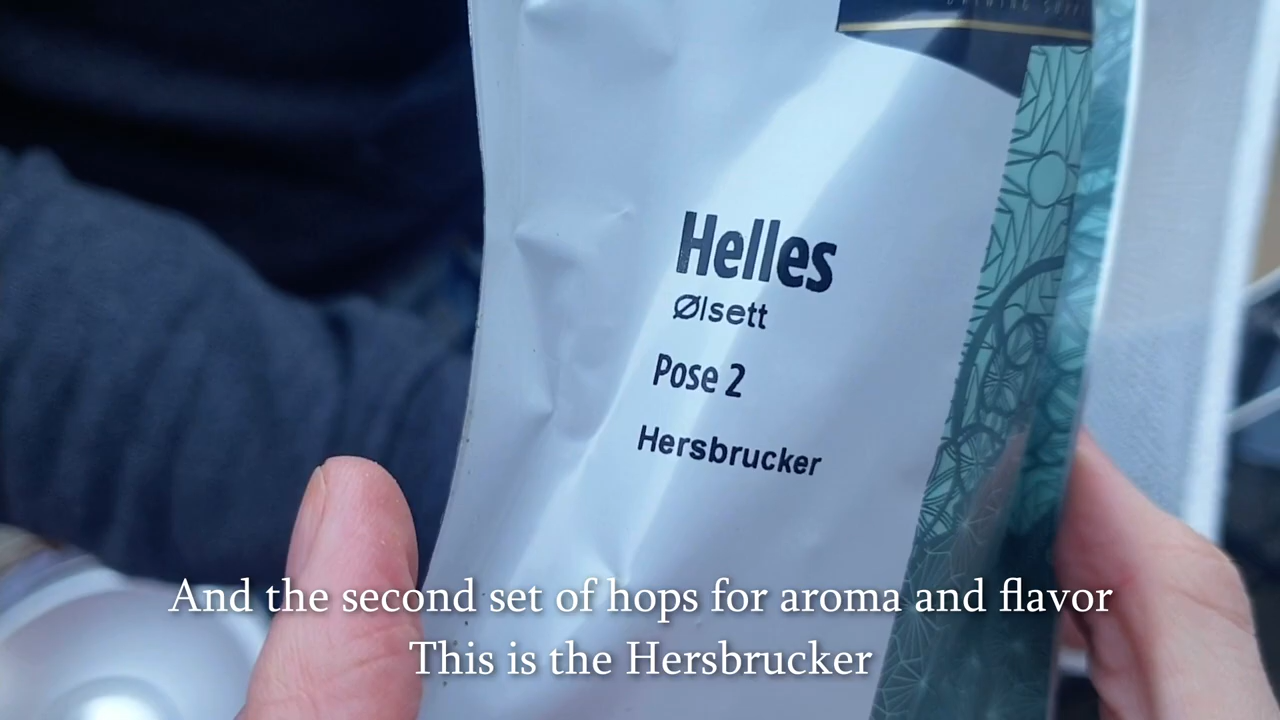 Helles
Ølsett
Pose 2
Hersbrucker
And the second set of hops for aroma and flavor
This is the Hersbrucker